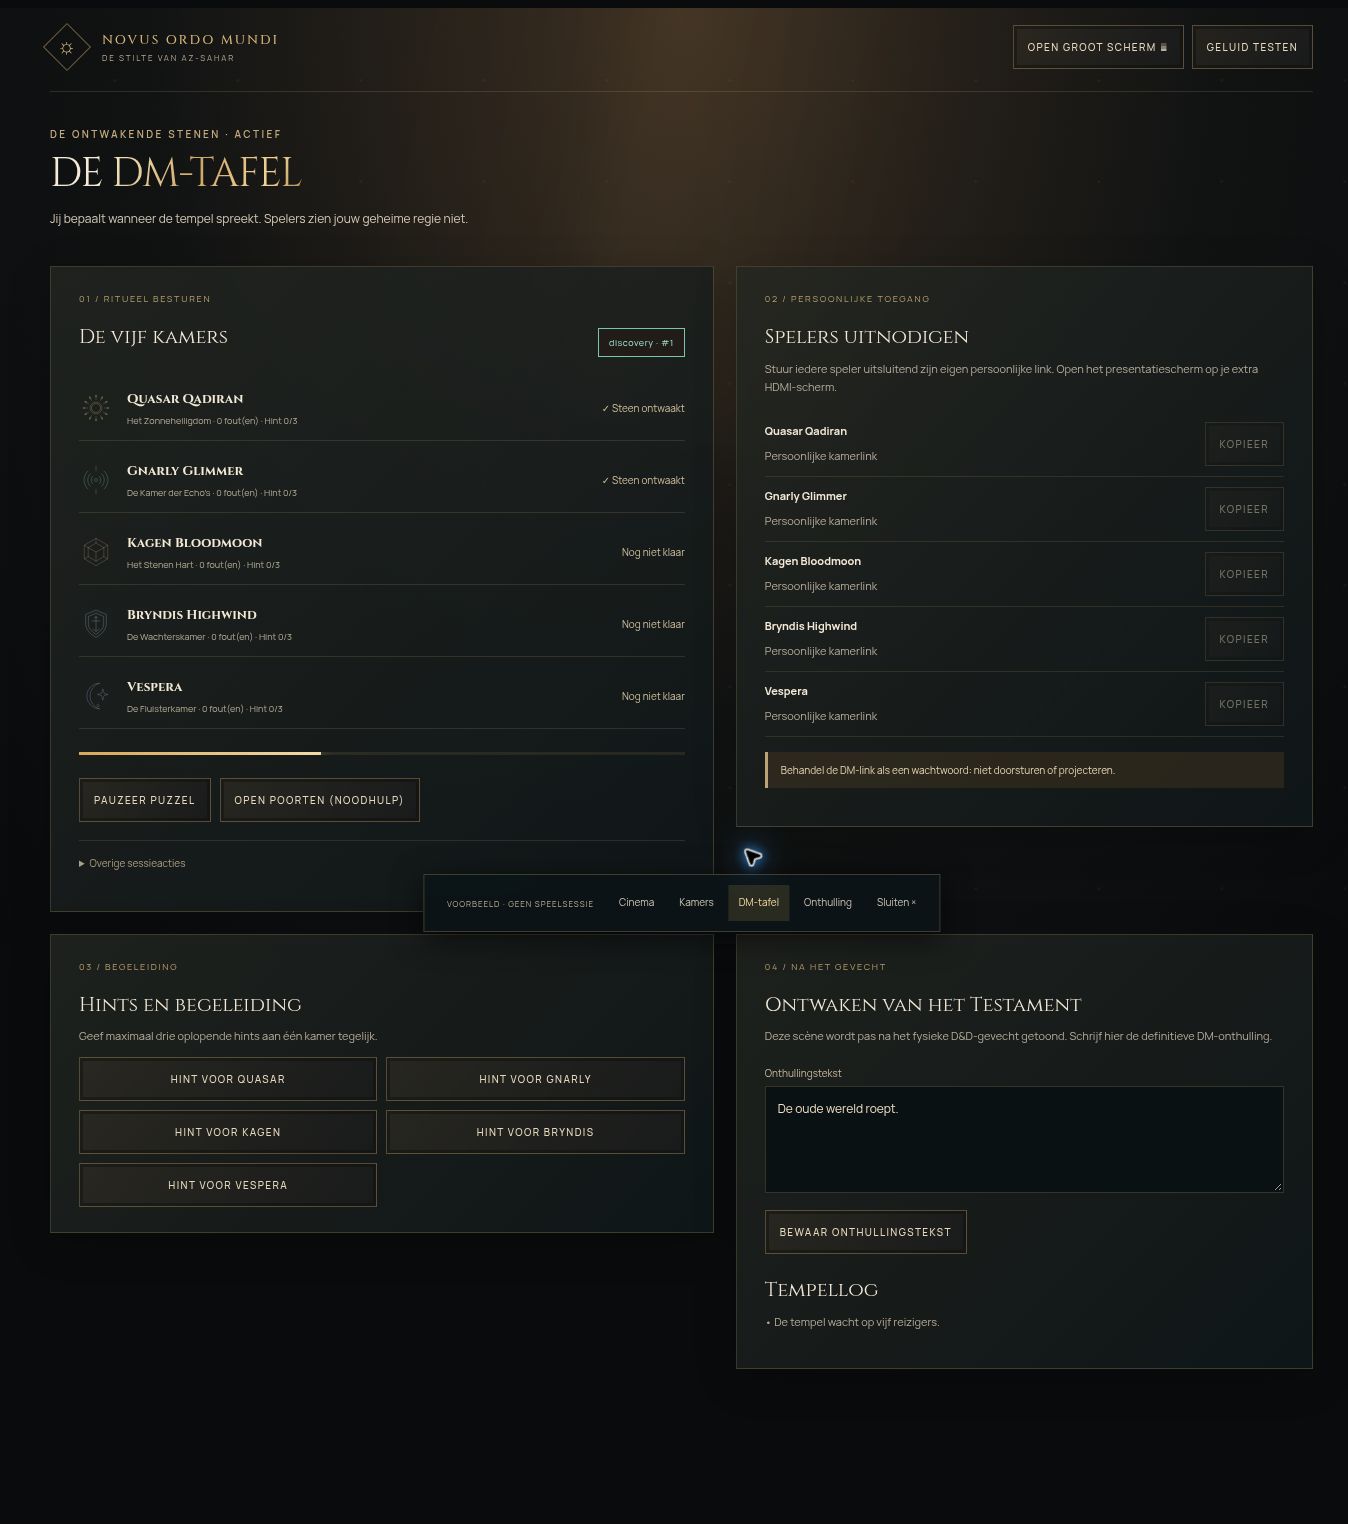 NOVUS ORDO MUNDI
DE STILTE VAN AZ-SAHAR
OPEN GROOT SCHERM
GELUID TESTEN
DE ONTWAKENDE STENEN · ACTIEF
DE DM-TAFEL
Jij bepaalt wanneer de tempel spreekt. Spelers zien jouw geheime regie niet.
01 / RITUEEL BESTUREN
De vijf kamers
discovery · #1
Quasar Qadiran
Het Zonneheiligdom · 0 fout(en) · Hint 0/3
✓ Steen ontwaakt
Gnarly Glimmer
De Kamer der Echo's · 0 fout(en) · Hint 0/3
✓ Steen ontwaakt
Kagen Bloodmoon
Het Stenen Hart · 0 fout(en) · Hint 0/3
Nog niet klaar
Bryndis Highwind
De Wachterskamer · 0 fout(en) · Hint 0/3
Nog niet klaar
Vespera
De Fluisterkamer · 0 fout(en) · Hint 0/3
Nog niet klaar
PAUZEER PUZZEL
OPEN POORTEN (NOODHULP)
▶ Overige sessieacties
02 / PERSOONLIJKE TOEGANG
Spelers uitnodigen
Stuur iedere speler uitsluitend zijn eigen persoonlijke link. Open het presentatiescherm op je extra
HDMI-scherm.
Quasar Qadiran
Persoonlijke kamerlink
KOPIEER
Gnarly Glimmer
Persoonlijke kamerlink
KOPIEER
Kagen Bloodmoon
Persoonlijke kamerlink
KOPIEER
Bryndis Highwind
Persoonlijke kamerlink
KOPIEER
Vespera
Persoonlijke kamerlink
KOPIEER
Behandel de DM-link als een wachtwoord: niet doorsturen of projecteren.
VOORBEELD · GEEN SPEELSESSIE
Cinema
Kamers
DM-tafel
Onthulling
Sluiten ×
03 / BEGELEIDING
Hints en begeleiding
Geef maximaal drie oplopende hints aan één kamer tegelijk.
HINT VOOR QUASAR
HINT VOOR GNARLY
HINT VOOR KAGEN
HINT VOOR BRYNDIS
HINT VOOR VESPERA
04 / NA HET GEVECHT
Ontwaken van het Testament
Deze scène wordt pas na het fysieke D&D-gevecht getoond. Schrijf hier de definitieve DM-onthulling.
Onthullingstekst
De oude wereld roept.
BEWAAR ONTHULLINGSTEKST
Tempellog
• De tempel wacht op vijf reizigers.